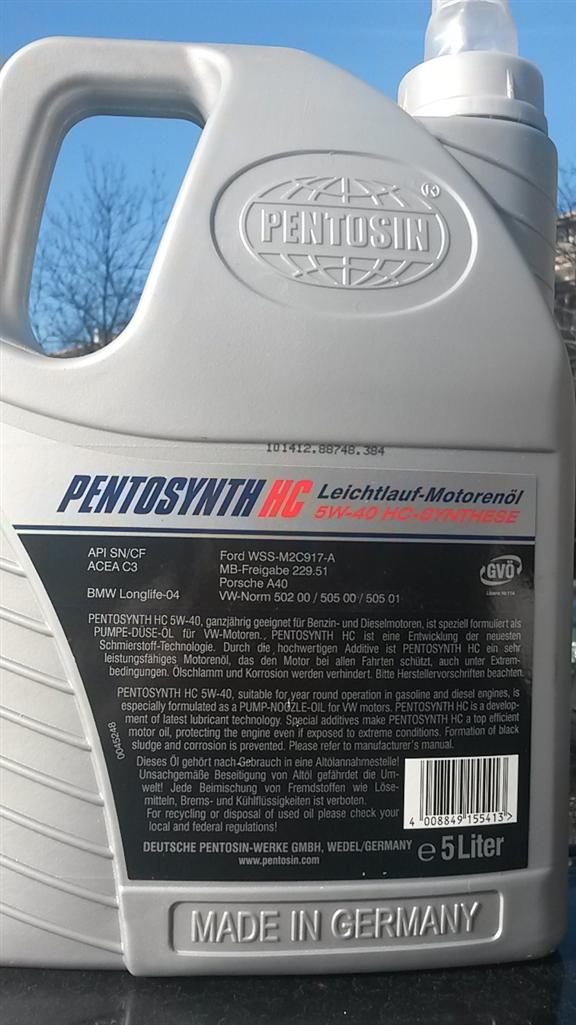 PENTOSIN ®
101412.88748.384
PENTOSYNTH HC Leichtlauf-Motorenöl
5W-40 HC-SYNTHESE
API SN/CF
ACEA C3
BMW Longlife-04
Ford WSS-M2C917-A
MB-Freigabe 229.51
Porsche A40
VW-Norm 502 00 / 505 00 / 505 01
GVÖ
PENTOSYNTH HC 5W-40, ganzjährig geeignet für Benzin- und Dieselmotoren, ist speziell formuliert als
PUMPE-DÜSE-ÖL für VW-Motoren., PENTOSYNTH HC ist eine Entwicklung der neuesten
Schmierstoff-Technologie. Durch die hochwertigen Additive ist PENTOSYNTH HC ein sehr
leistungsfähiges Motorenöl, das den Motor bei allen Fahrten schützt, auch unter Extrem-
bedingungen. Ölschlamm und Korrosion werden verhindert. Bitte Herstellervorschriften beachten.
PENTOSYNTH HC 5W-40, suitable for year round operation in gasoline and diesel engines, is
especially formulated as a PUMP-NOZZLE-OIL for VW motors. PENTOSYNTH HC is a develop-
ment of latest lubricant technology. Special additives make PENTOSYNTH HC a top efficient
motor oil, protecting the engine even if exposed to extreme conditions. Formation of black
sludge and corrosion is prevented. Please refer to manufacturer's manual.
0045248
Dieses Öl gehört nach Gebrauch in eine Altölannahmestelle!
Unsachgemäße Beseitigung von Altöl gefährdet die Um-
welt! Jede Beimischung von Fremdstoffen wie Löse-
mitteln, Brems- und Kühlflüssigkeiten ist verboten.
For recycling or disposal of used oil please check your
local and federal regulations!
4 008849 155413>
DEUTSCHE PENTOSIN-WERKE GMBH, WEDEL/GERMANY
www.pentosin.com
e 5 Liter
MADE IN GERMANY